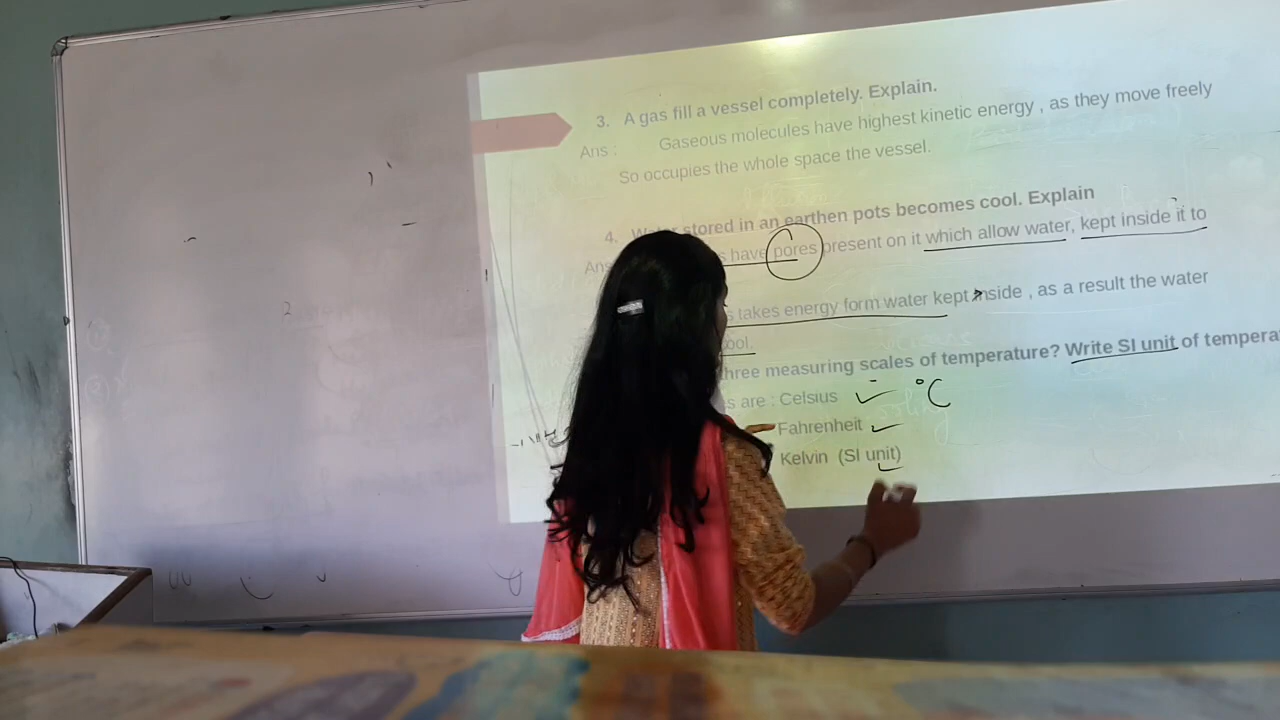 3. A gas fill a vessel completely. Explain.
Ans : Gaseous molecules have highest kinetic energy , as they move freely
So occupies the whole space the vessel.
4. stored in an earthen pots becomes cool. Explain
Ans have pores present on it which allow water, kept inside it to
takes energy form water kept inside , as a result the water
measuring scales of temperature? Write SI unit of
are : Celsius °C
Fahrenheit
Kelvin (SI unit)